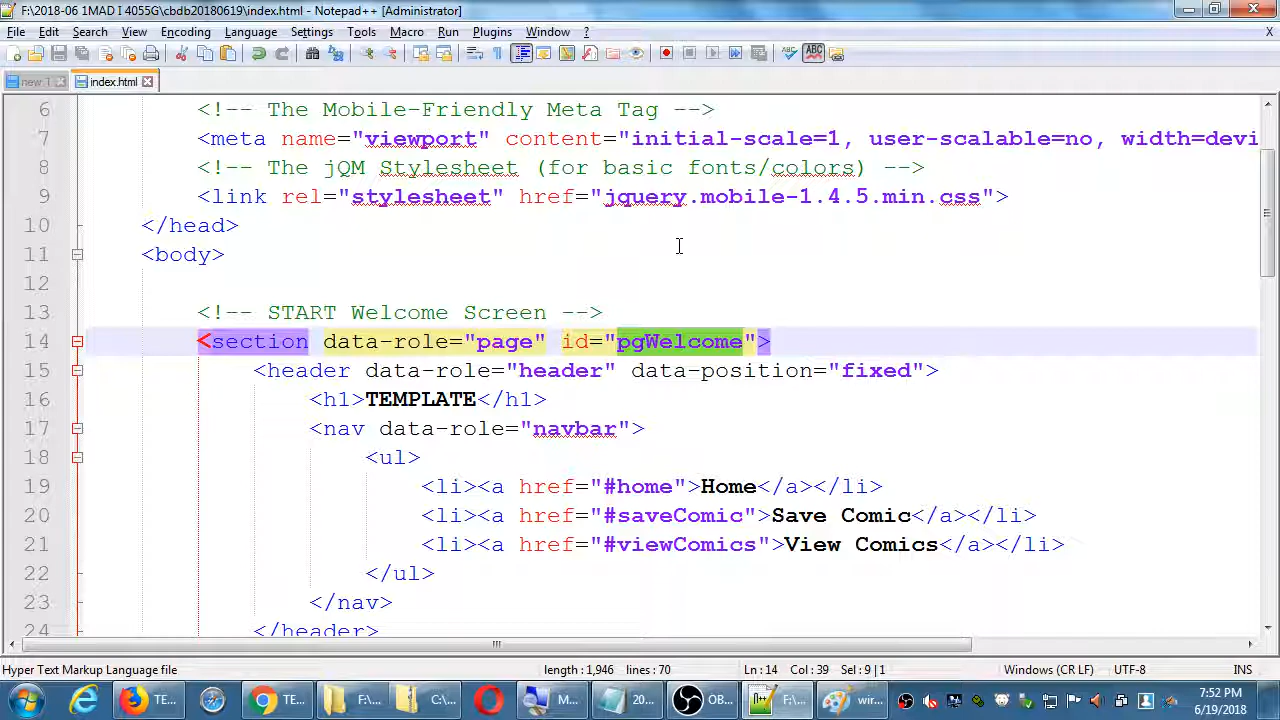 F:\2018-06 1MAD I 4055G\cbdb20180619\index.html - Notepad++ [Administrator]
File Edit Search View Encoding Language Settings Tools Macro Run Plugins Window ? X
new 1 index.html
6 <!-- The Mobile-Friendly Meta Tag -->
7 <meta name="viewport" content="initial-scale=1, user-scalable=no, width=devi
8 <!-- The jQM Stylesheet (for basic fonts/colors) -->
9 <link rel="stylesheet" href="jquery.mobile-1.4.5.min.css">
10 </head>
11 <body>
12
13 <!-- START Welcome Screen -->
14 <section data-role="page" id="pgWelcome">
15 <header data-role="header" data-position="fixed">
16 <h1>TEMPLATE</h1>
17 <nav data-role="navbar">
18 <ul>
19 <li><a href="#home">Home</a></li>
20 <li><a href="#saveComic">Save Comic</a></li>
21 <li><a href="#viewComics">View Comics</a></li>
22 </ul>
23 </nav>
24 </header>
Hyper Text Markup Language file length : 1,946 lines : 70 Ln : 14 Col : 39 Sel : 9 | 1 Windows (CR LF) UTF-8 INS
TE... TE... F:\... C:\... M... 20... OB... F:\... wir... 7:52 PM
6/19/2018